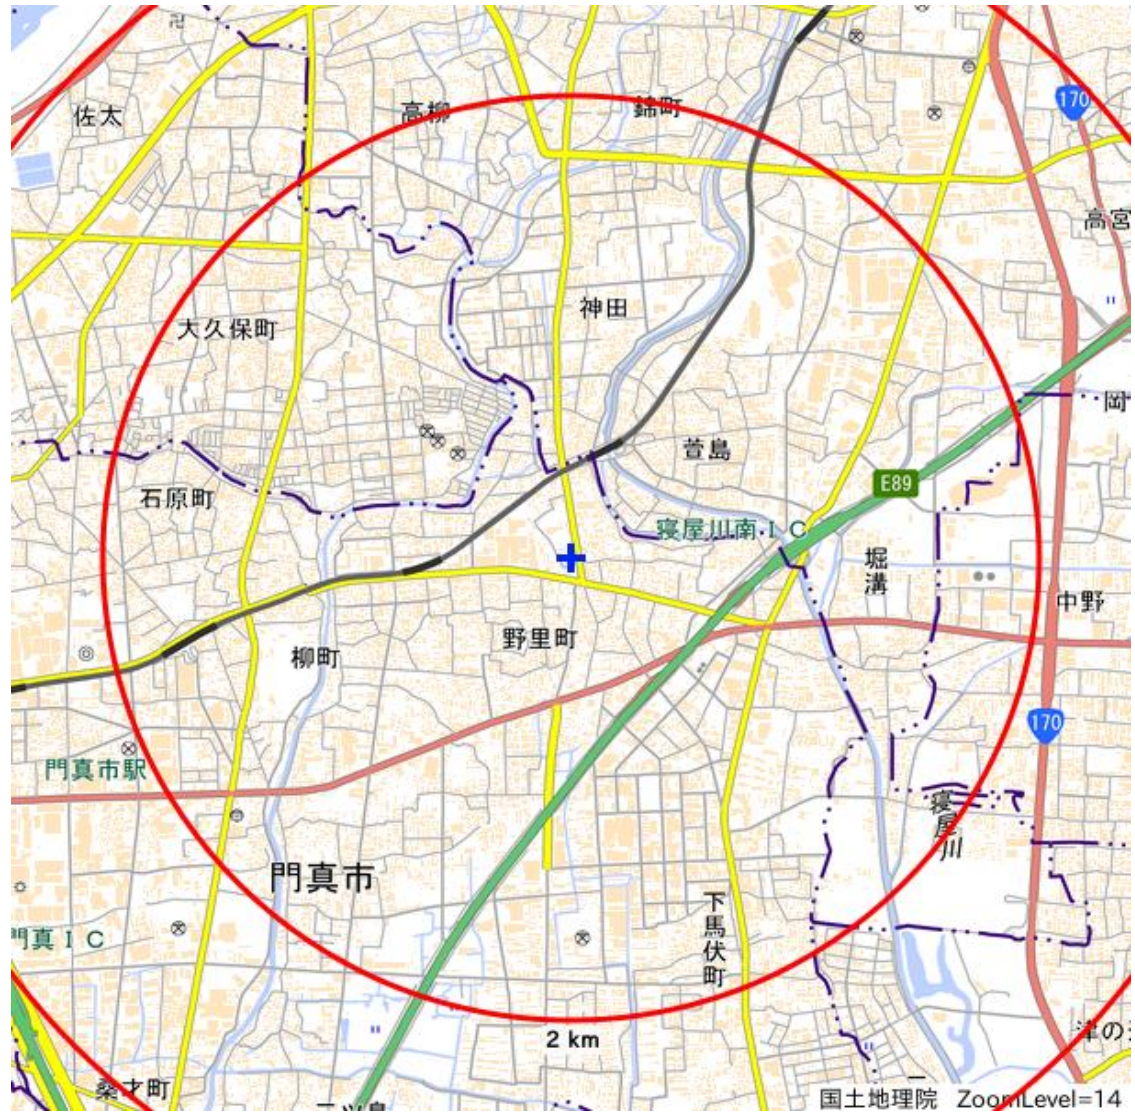 佐太
高柳
錦町
170
高宮
大久保町
神田
石原町
萱島
E89
寝屋川南IC
堀溝
中野
野里町
柳町
170
門真市駅
寝屋川
門真市
下馬伏町
門真IC
2 km
桑才町
国土地理院 ZoomLevel=14